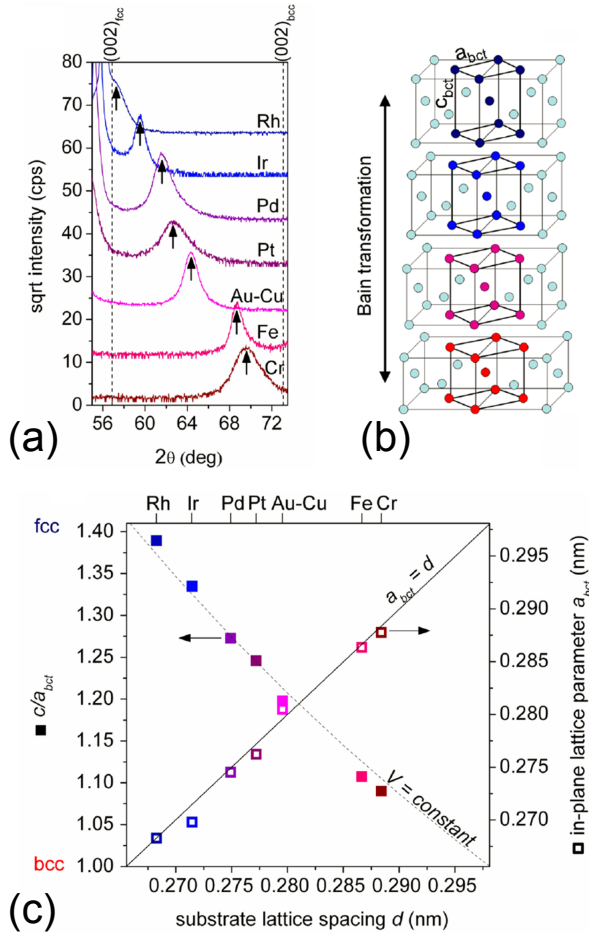 (002)fcc
(002)bcc
80
70
60
50
40
30
20
10
0
sqrt intensity (cps)
Rh
Ir
Pd
Pt
Au-Cu
Fe
Cr
56 60 64 68 72
2θ (deg)
(a)
a_bct
c_bct
Bain transformation
(b)
Rh Ir Pd Pt Au-Cu Fe Cr
fcc
1.40
1.35
1.30
1.25
1.20
1.15
1.10
1.05
1.00
bcc
c/a_bct
a_bct = d
V = constant
0.295
0.290
0.285
0.280
0.275
0.270
in-plane lattice parameter a_bct (nm)
0.270 0.275 0.280 0.285 0.290 0.295
substrate lattice spacing d (nm)
(c)